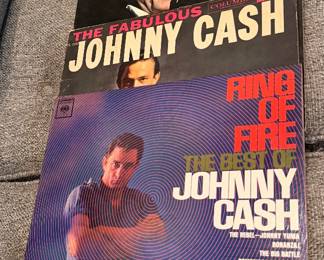 THE FABULOUS
COLUMBIA
JOHNNY CASH
RING
OF
FIRE
THE BEST OF
JOHNNY
CASH
THE REBEL—JOHNNY YUMA
BONANZA!
THE BIG BATTLE